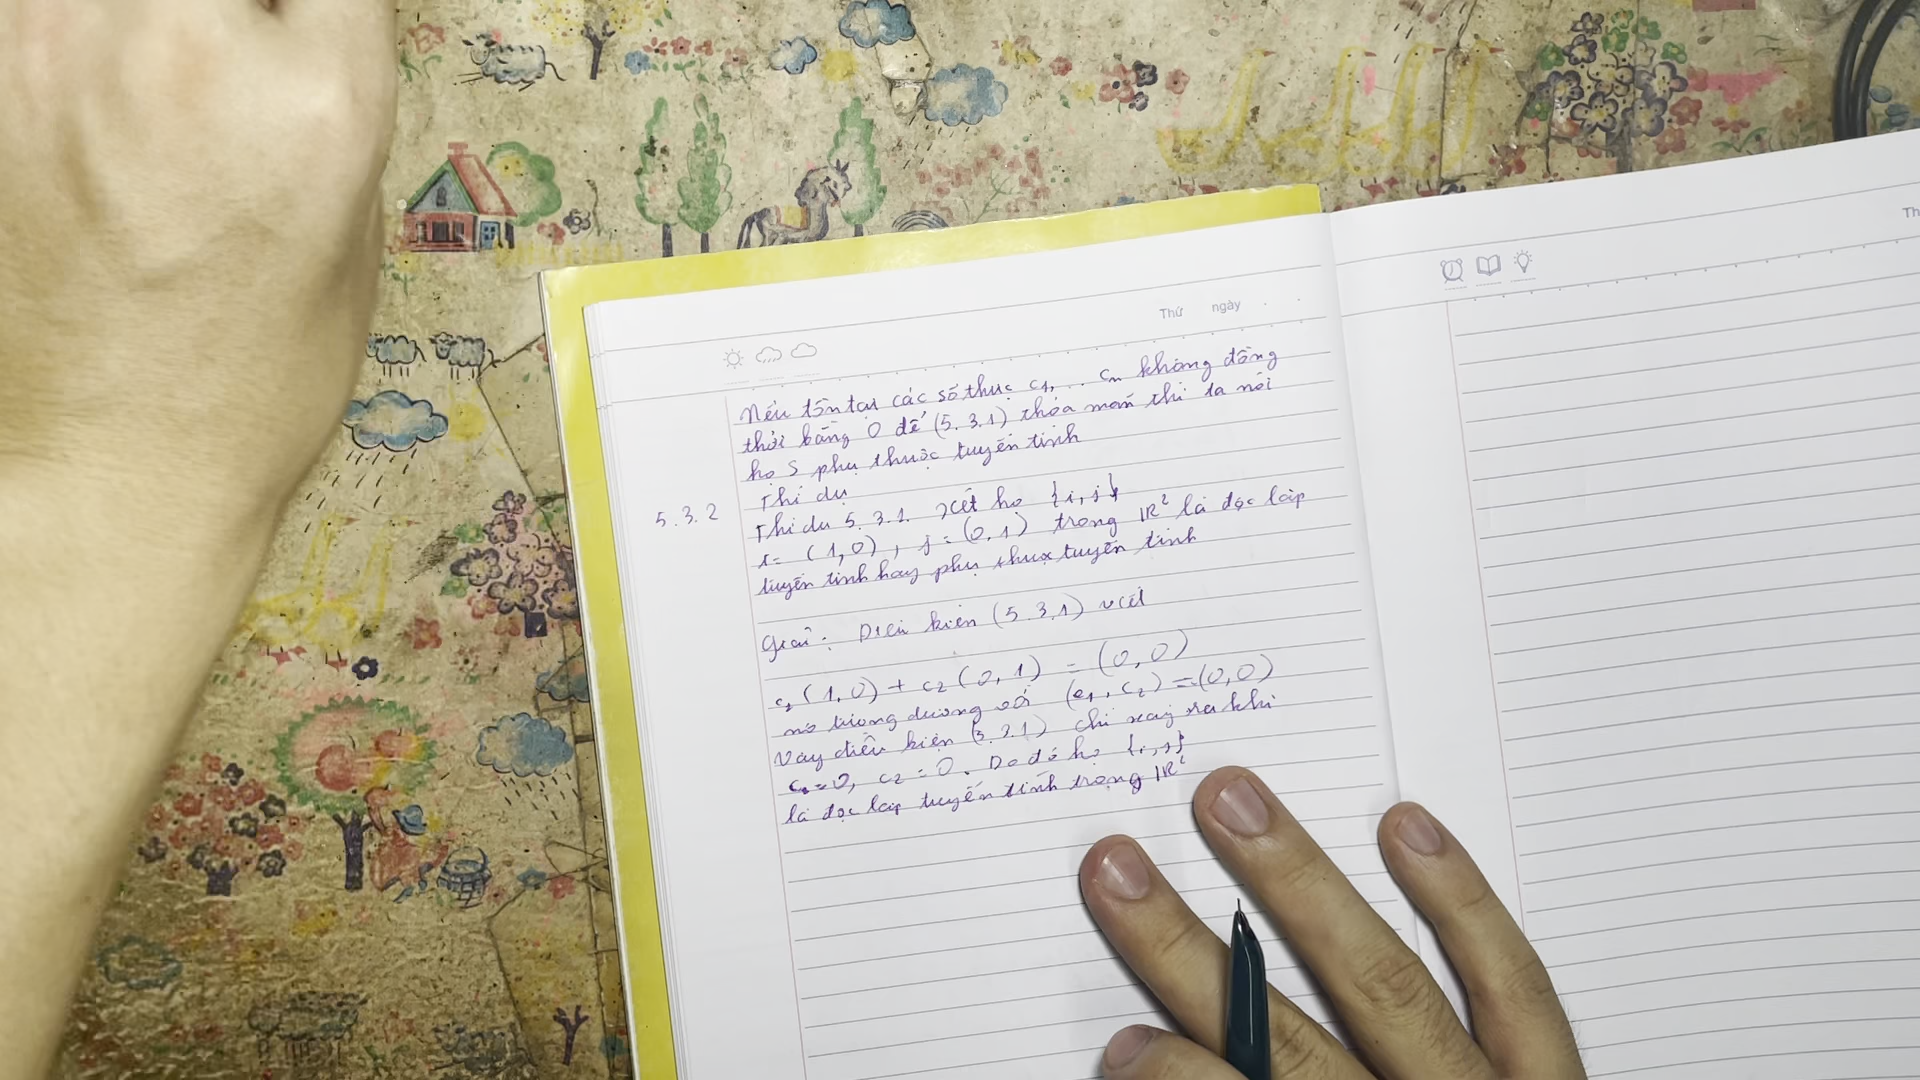 Thứ ngày
Th
Nếu tồn tại các số thực c1, ... cn không đồng
thời bằng 0 để (5.3.1) thỏa mãn thì ta nói
họ S phụ thuộc tuyến tính
5.3.2 Thí dụ
Thí dụ 5.3.1. xét họ {i, j}
i = (1,0), j = (0,1) trong IR² là độc lập
tuyến tính hay phụ thuộc tuyến tính
Giải: Điều kiện (5.3.1) viết
c1(1,0) + c2(0,1) = (0,0)
nó tương đương với (c1, c2) = (0,0)
Vậy điều kiện (3.2.1) chỉ xảy ra khi
c1=0, c2=0. Do đó họ {i, j}
là độc lập tuyến tính trong IR²